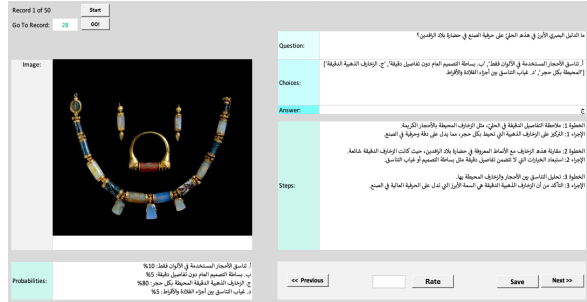 Record 1 of 50
Start
Go To Record:
28
GO!
Image:
Question:
ما الدليل البصري الأبرز في هذه الحليّ على حرفية الصنع في حضارة بلاد الرافدين؟
Choices:
['أ. تناسق الأحجار المستخدمة في الألوان فقط', 'ب. بساطة التصميم العام دون تفاصيل دقيقة', 'ج. الزخارف الذهبية الدقيقة
المحيطة بكل حجر', 'د. غياب التناسق بين أجزاء القلادة والأقراط']
Answer:
ج
Steps:
الخطوة 1: ملاحظة التفاصيل الدقيقة في الحليّ، مثل الزخارف المحيطة بالأحجار الكريمة.
الإجراء 1: التركيز على الزخارف الذهبية التي تحيط بكل حجر، مما يدل على دقة وحرفية في الصنع.
الخطوة 2: مقارنة هذه الزخارف مع الأنماط المعروفة في حضارة بلاد الرافدين، حيث كانت الزخارف الدقيقة شائعة.
الإجراء 2: استبعاد الخيارات التي لا تتضمن تفاصيل دقيقة مثل بساطة التصميم أو غياب التناسق.
الخطوة 3: تحليل التناسق بين الأحجار والزخارف المحيطة بها.
الإجراء 3: التأكد من أن الزخارف الذهبية الدقيقة هي السمة الأبرز التي تدل على الحرفية العالية في الصنع.
Probabilities:
أ. تناسق الأحجار المستخدمة في الألوان فقط: 10%
ب. بساطة التصميم العام دون تفاصيل دقيقة: 5%
ج. الزخارف الذهبية الدقيقة المحيطة بكل حجر: 80%
د. غياب التناسق بين أجزاء القلادة والأقراط: 5%
<< Previous
Rate
Save
Next >>